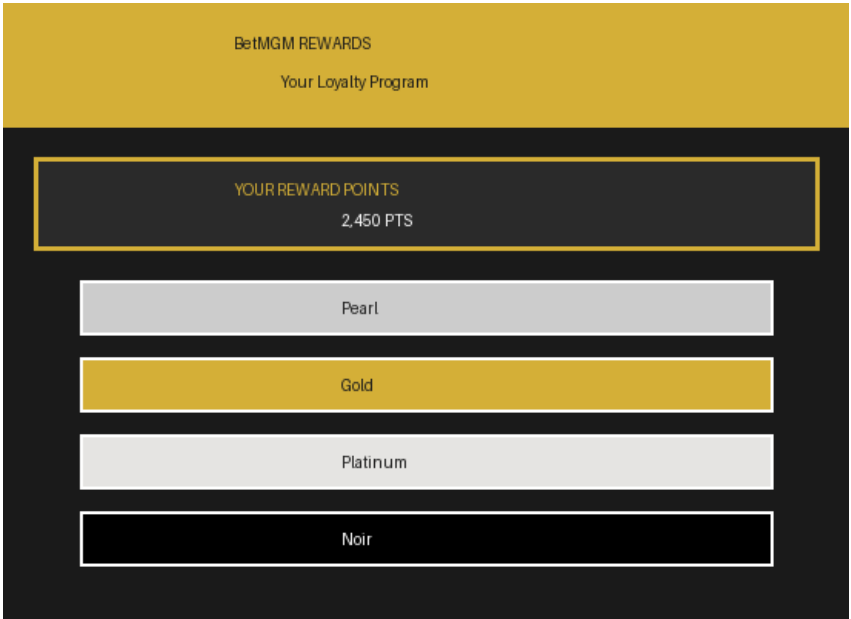 BetMGM REWARDS
Your Loyalty Program
YOUR REWARD POINTS
2,450 PTS
Pearl
Gold
Platinum
Noir